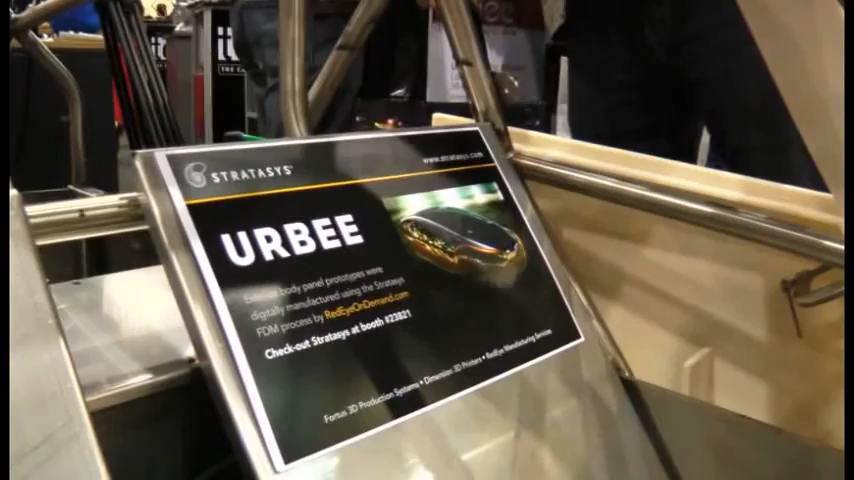 STRATASYS
www.stratasys.com
URBEE
body panel prototypes were
digitally manufactured using the Stratasys
FDM process by RedEyeOnDemand.com
Check-out Stratasys at booth #23821
Fortus 3D Production Systems • Dimension 3D Printers • RedEye Manufacturing Services